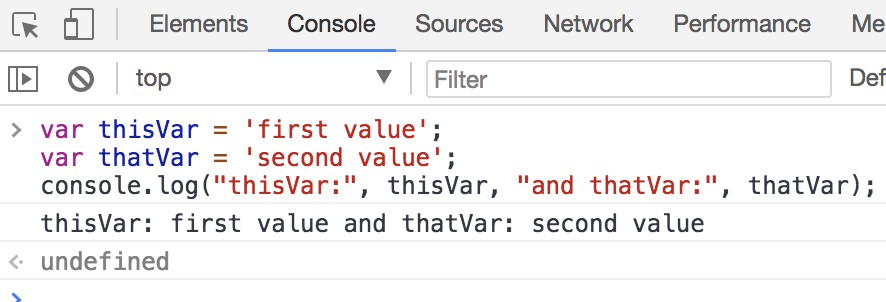 Elements Console Sources Network Performance Me
top Filter Def
var thisVar = 'first value';
var thatVar = 'second value';
console.log("thisVar:", thisVar, "and thatVar:", thatVar);
thisVar: first value and thatVar: second value
undefined